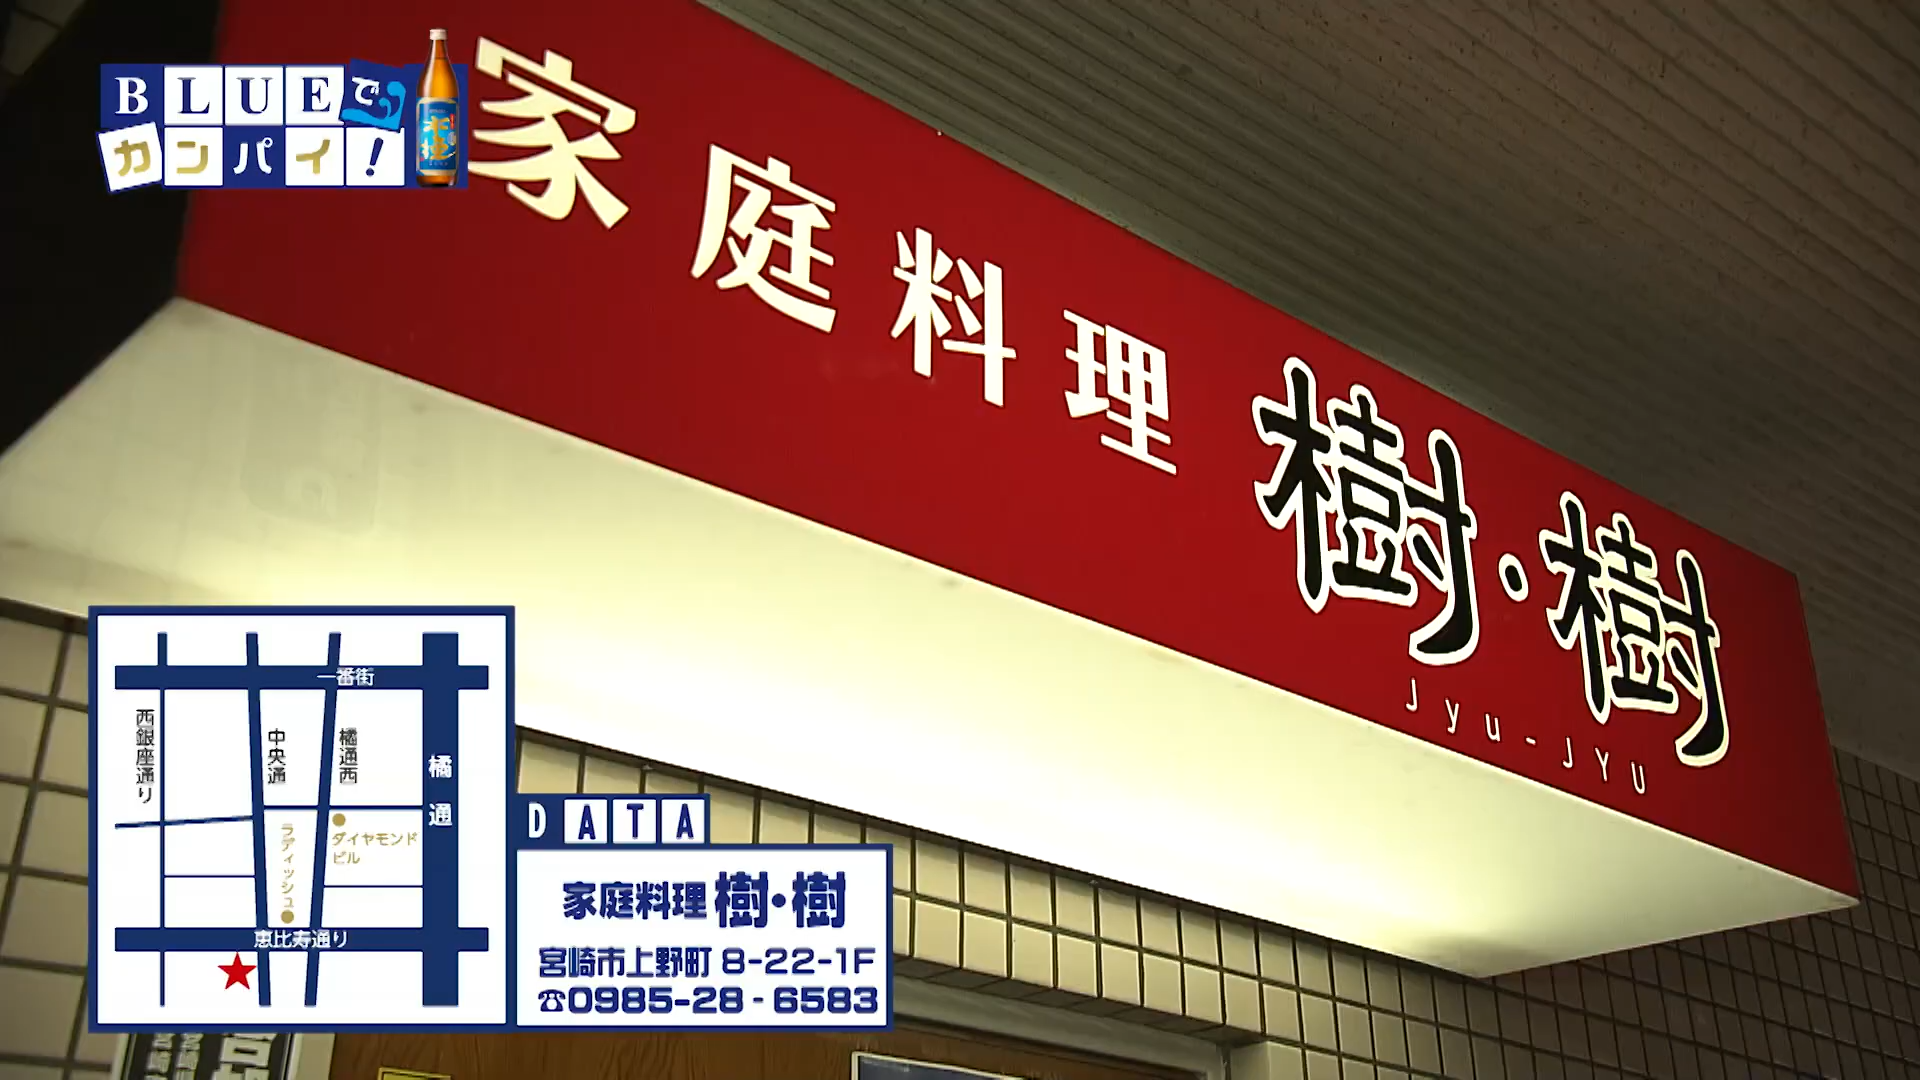 BLUEで
カンパイ!
木挽
家庭料理 樹・樹
Jyu-JYU
一番街
西銀座通り
中央通
橘通西
橘通
ダイヤモンド
ビル
ラディッシュ
恵比寿通り
DATA
家庭料理 樹・樹
宮崎市上野町 8-22-1F
☎0985-28-6583